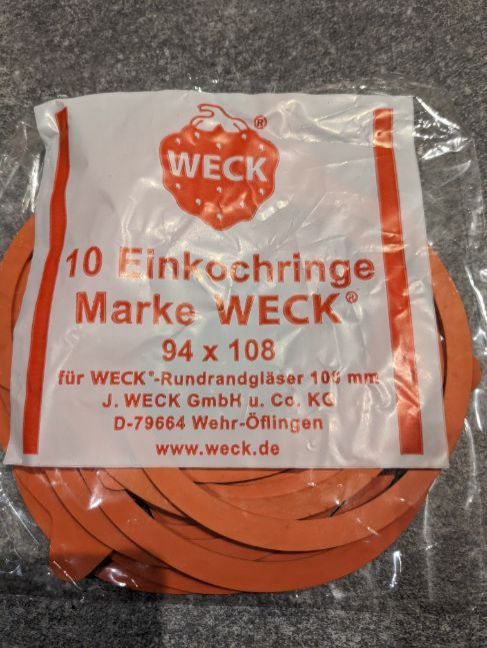 WECK®
10 Einkochringe
Marke WECK®
94 x 108
für WECK®-Rundrandgläser 100 mm
J. WECK GmbH u. Co. KG
D-79664 Wehr-Öflingen
www.weck.de